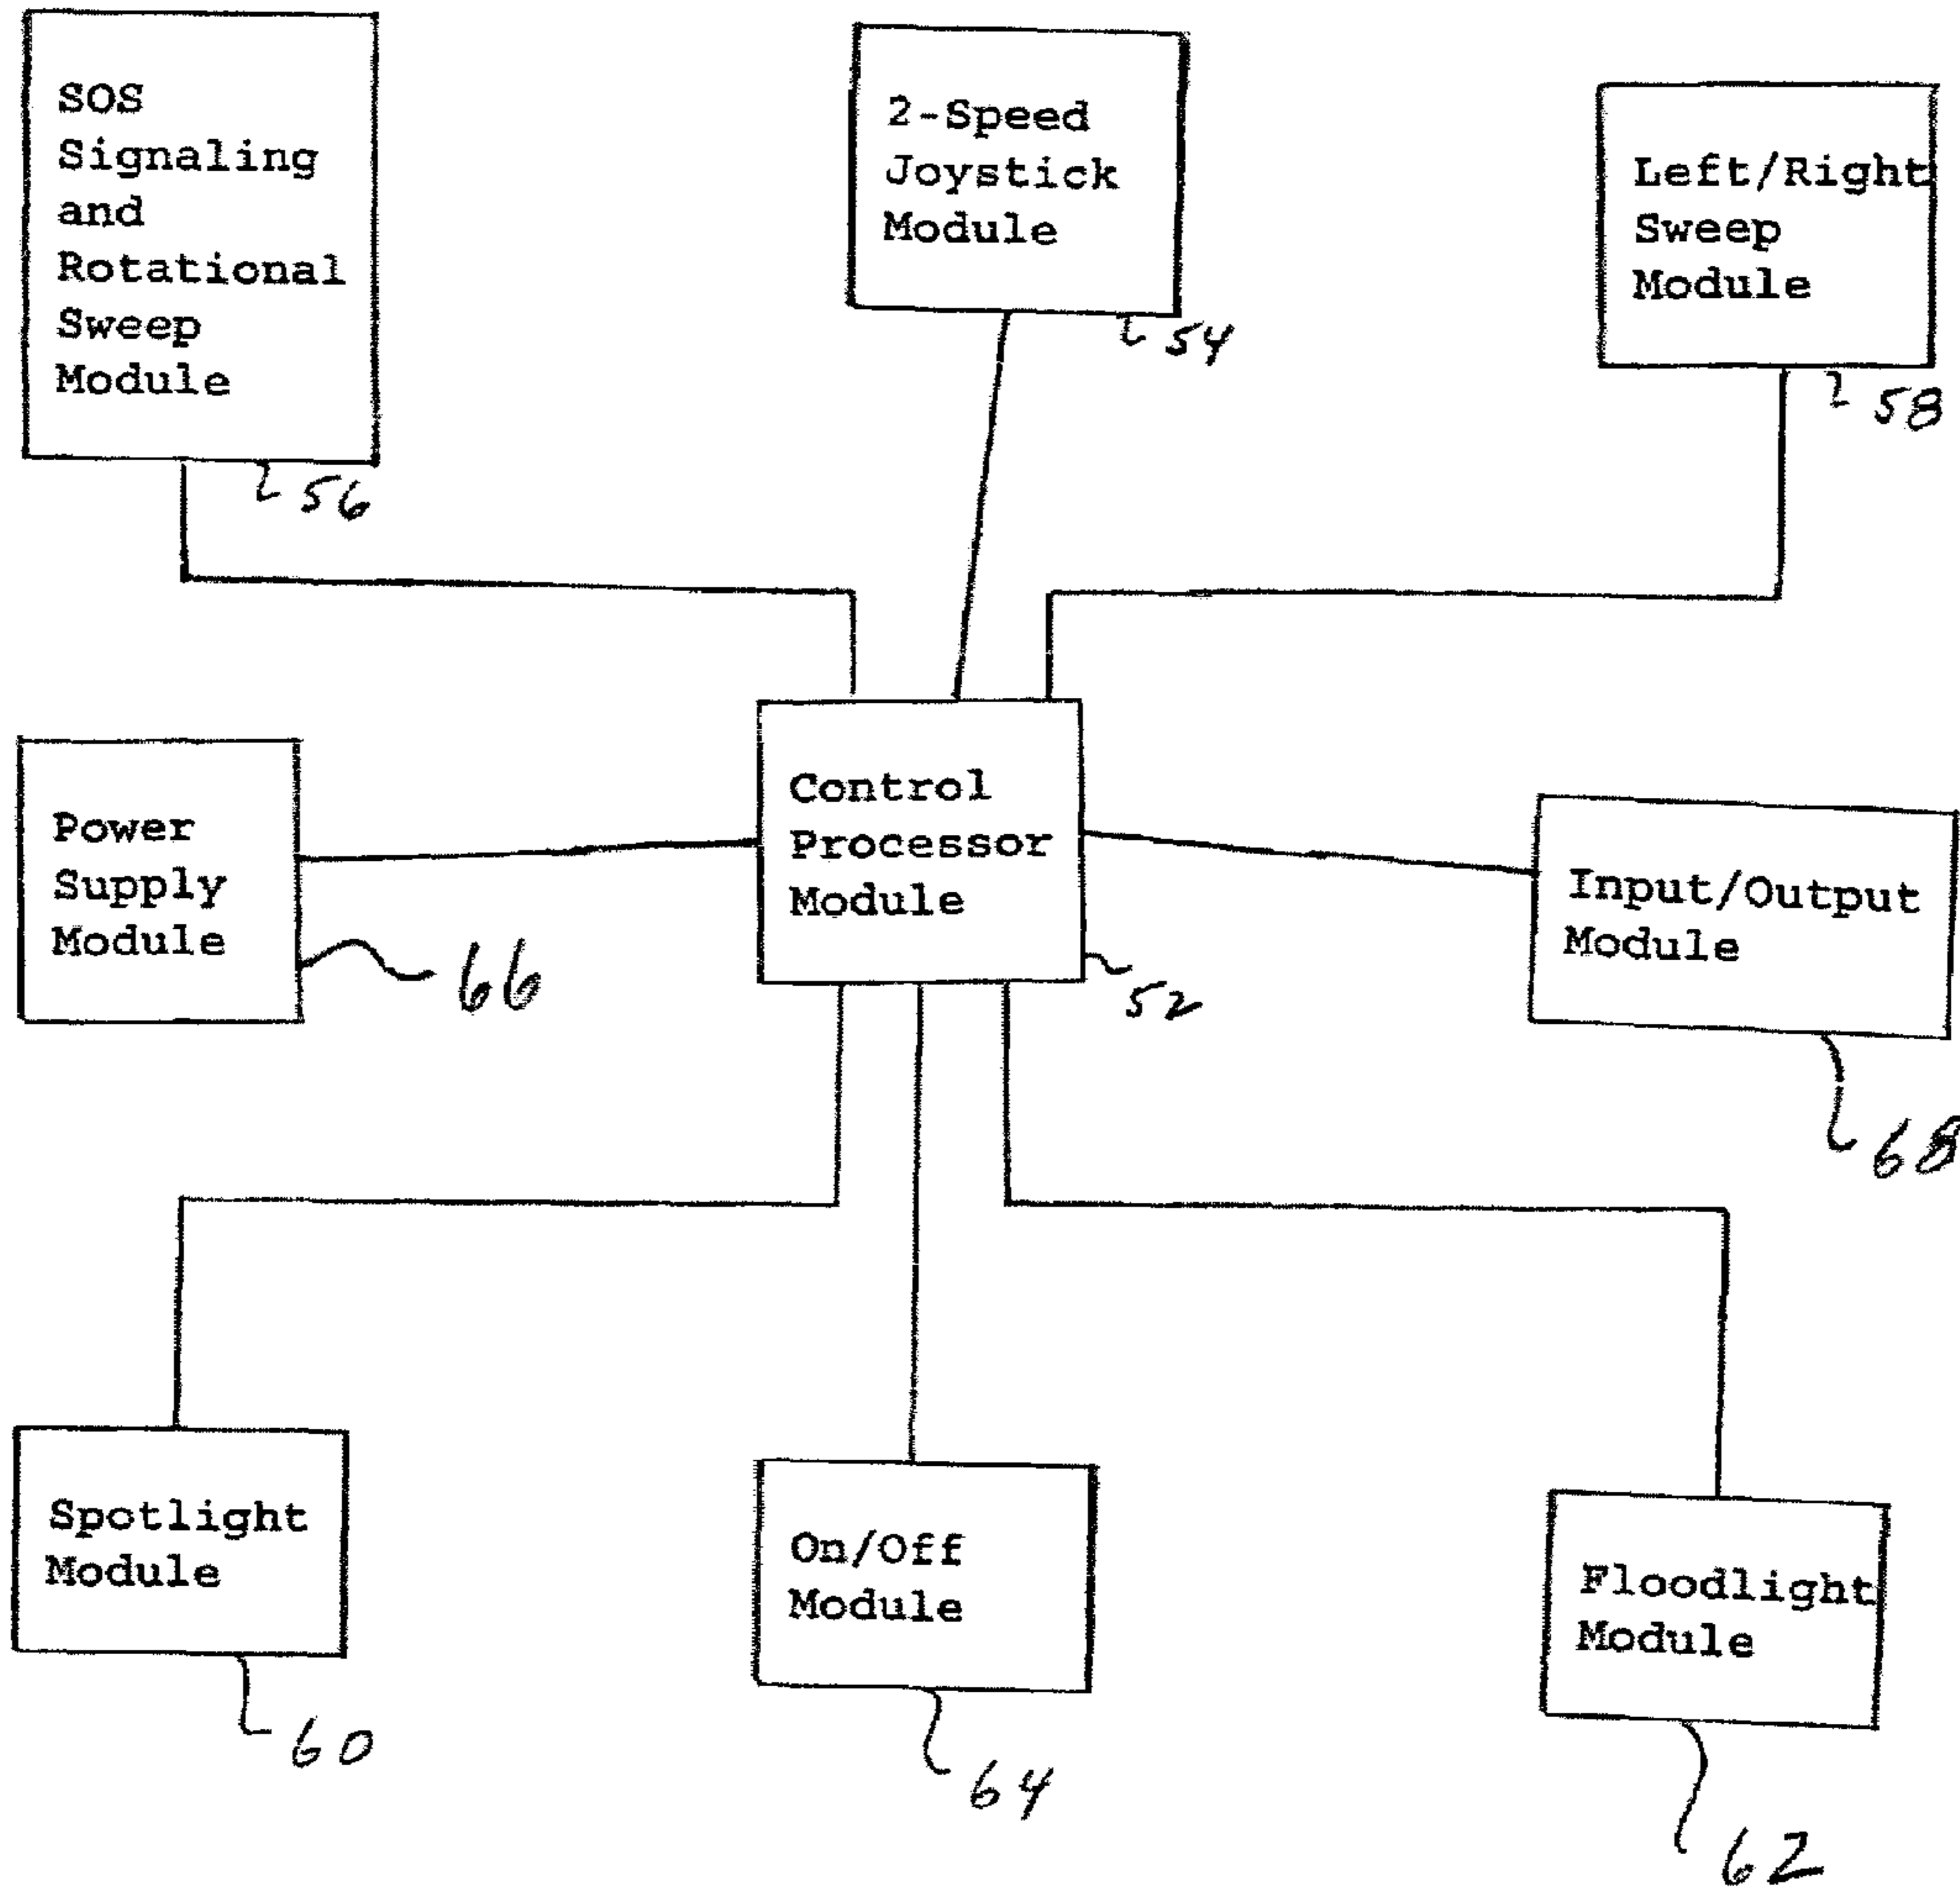 SOS
Signaling
and
Rotational
Sweep
Module
56
2-Speed
Joystick
Module
54
Left/Right
Sweep
Module
58
Power
Supply
Module
66
Control
Processor
Module
52
Input/Output
Module
68
Spotlight
Module
60
On/Off
Module
64
Floodlight
Module
62